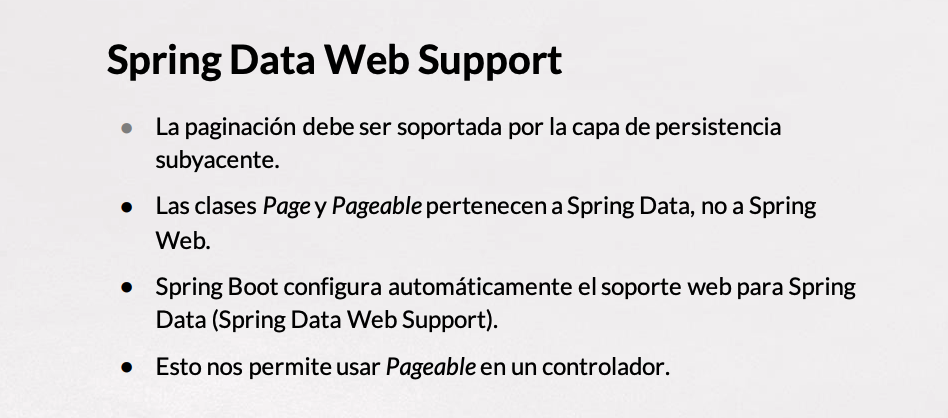 Spring Data Web Support
• La paginación debe ser soportada por la capa de persistencia
subyacente.
• Las clases Page y Pageable pertenecen a Spring Data, no a Spring
Web.
• Spring Boot configura automáticamente el soporte web para Spring
Data (Spring Data Web Support).
• Esto nos permite usar Pageable en un controlador.